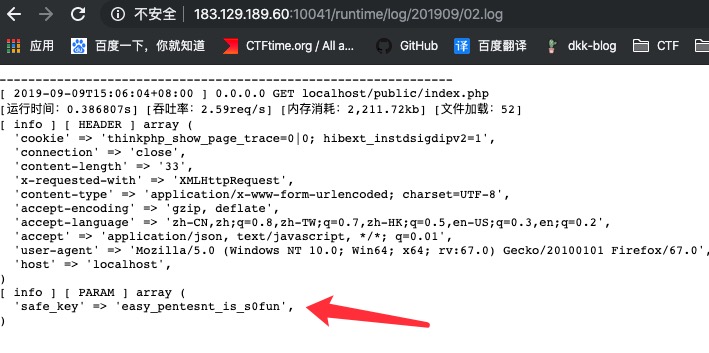 不安全 183.129.189.60:10041/runtime/log/201909/02.log
应用 百度一下，你就知道 CTFtime.org / All a... GitHub 译 百度翻译 dkk-blog CTF
---------------------------------------------------------------
[ 2019-09-09T15:06:04+08:00 ] 0.0.0.0 GET localhost/public/index.php
[运行时间：0.386807s] [吞吐率：2.59req/s] [内存消耗：2,211.72kb] [文件加载：52]
[ info ] [ HEADER ] array (
'cookie' => 'thinkphp_show_page_trace=0|0; hibext_instdsigdipv2=1',
'connection' => 'close',
'content-length' => '33',
'x-requested-with' => 'XMLHttpRequest',
'content-type' => 'application/x-www-form-urlencoded; charset=UTF-8',
'accept-encoding' => 'gzip, deflate',
'accept-language' => 'zh-CN,zh;q=0.8,zh-TW;q=0.7,zh-HK;q=0.5,en-US;q=0.3,en;q=0.2',
'accept' => 'application/json, text/javascript, */*; q=0.01',
'user-agent' => 'Mozilla/5.0 (Windows NT 10.0; Win64; x64; rv:67.0) Gecko/20100101 Firefox/67.0',
'host' => 'localhost',
)
[ info ] [ PARAM ] array (
'safe_key' => 'easy_pentesnt_is_s0fun',
)